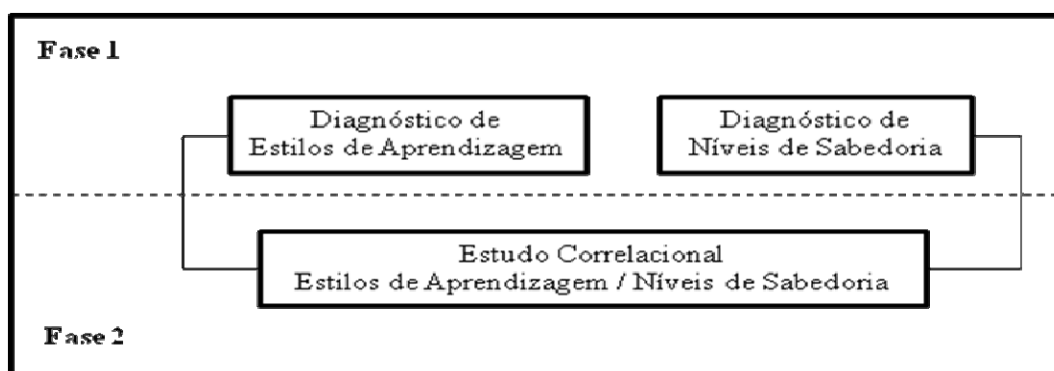 Fase 1
Diagnóstico de
Estilos de Aprendizagem
Diagnóstico de
Níveis de Sabedoria
Estudo Correlacional
Estilos de Aprendizagem / Níveis de Sabedoria
Fase 2